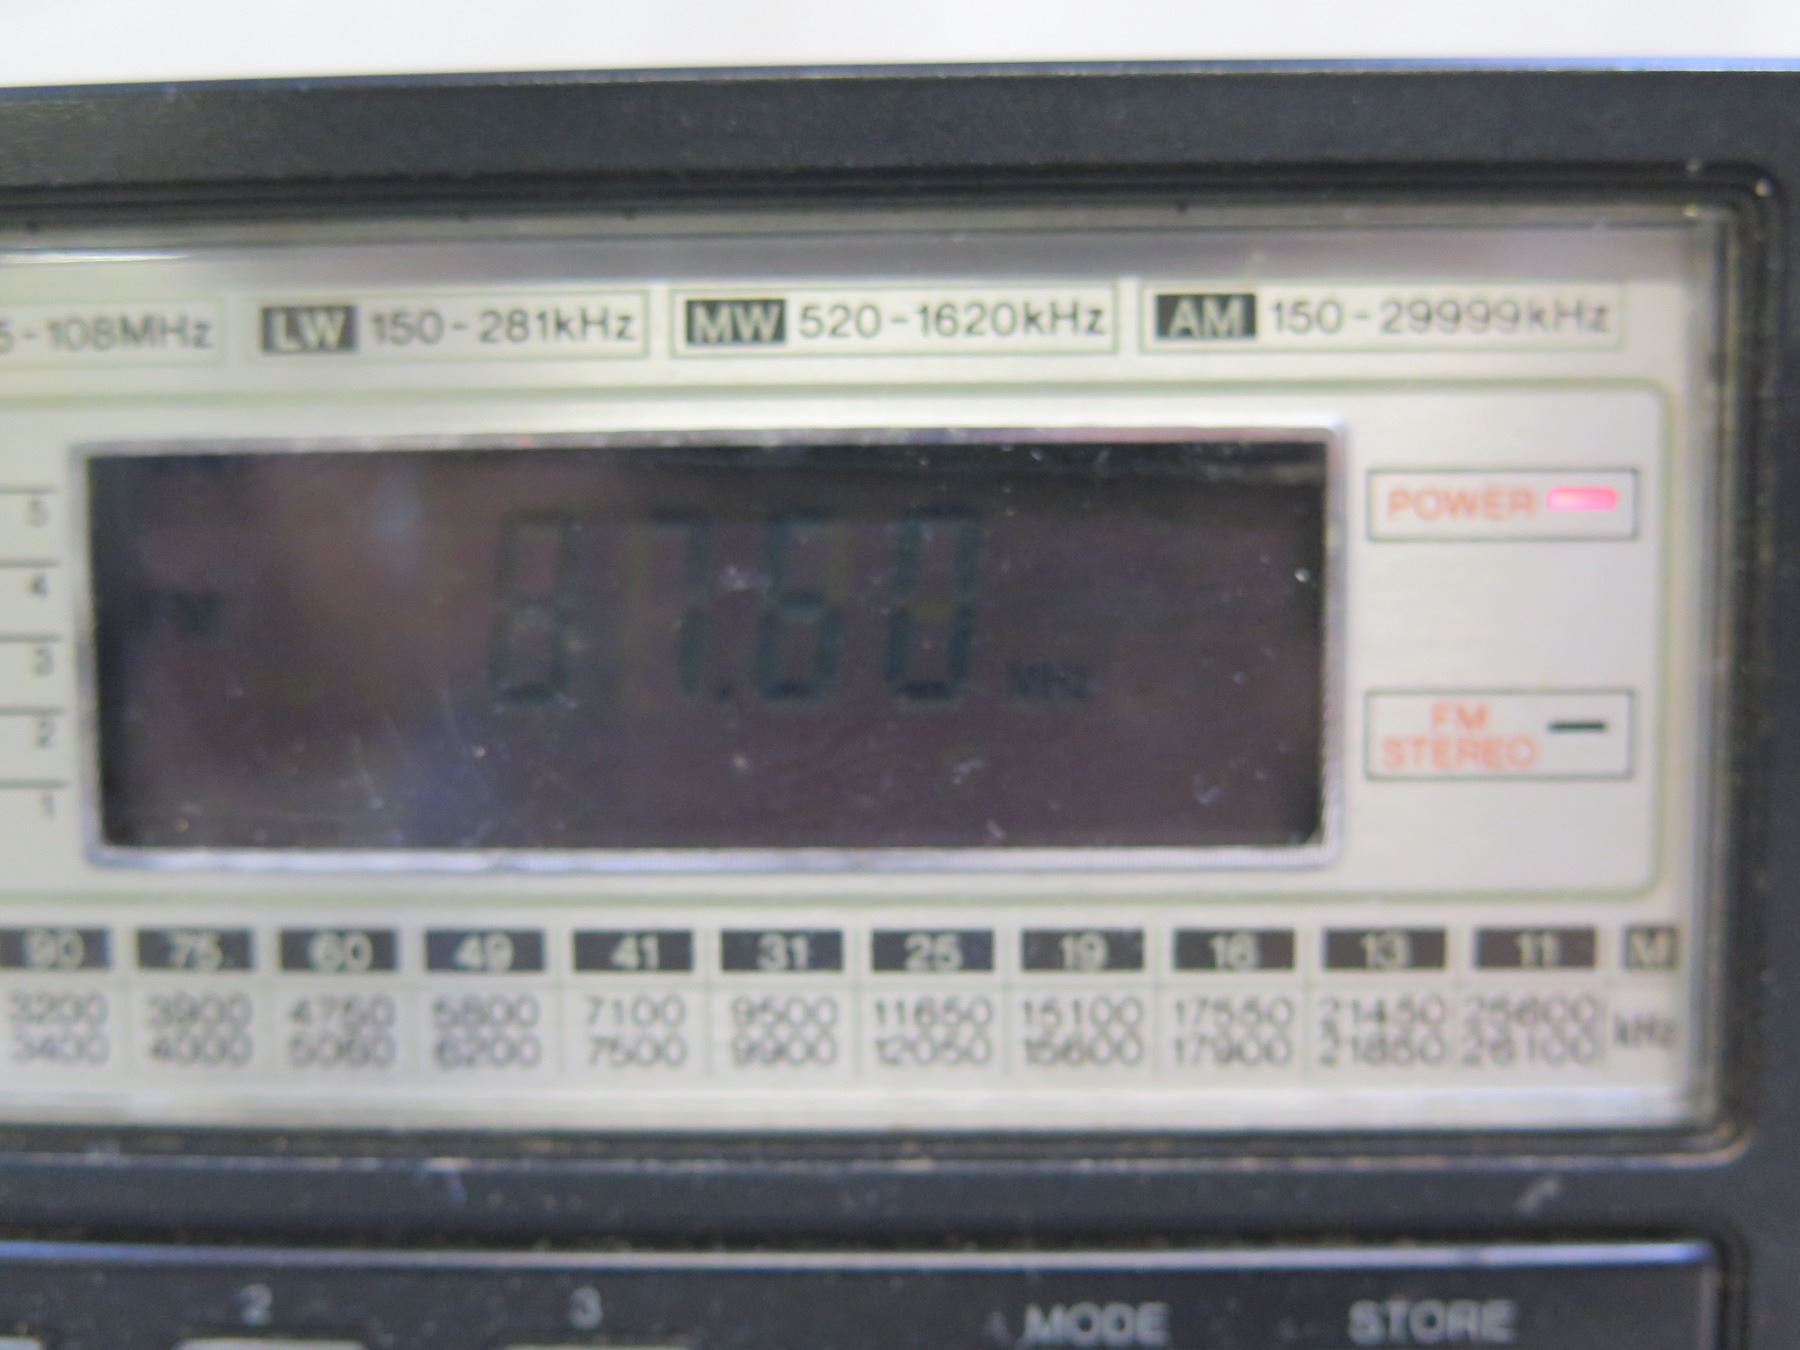 5-108MHz LW 150-281kHz MW 520-1620kHz AM 150-29999kHz
5
4
3
2
1
87.60 MHz
POWER
FM
STEREO
90 75 60 49 41 31 25 19 16 13 11 M
3200 3900 4750 5800 7100 9500 11650 15100 17550 21450 25600 kHz
3400 4000 5060 6200 7500 9900 12050 15600 17900 21850 26100
2 3 MODE STORE